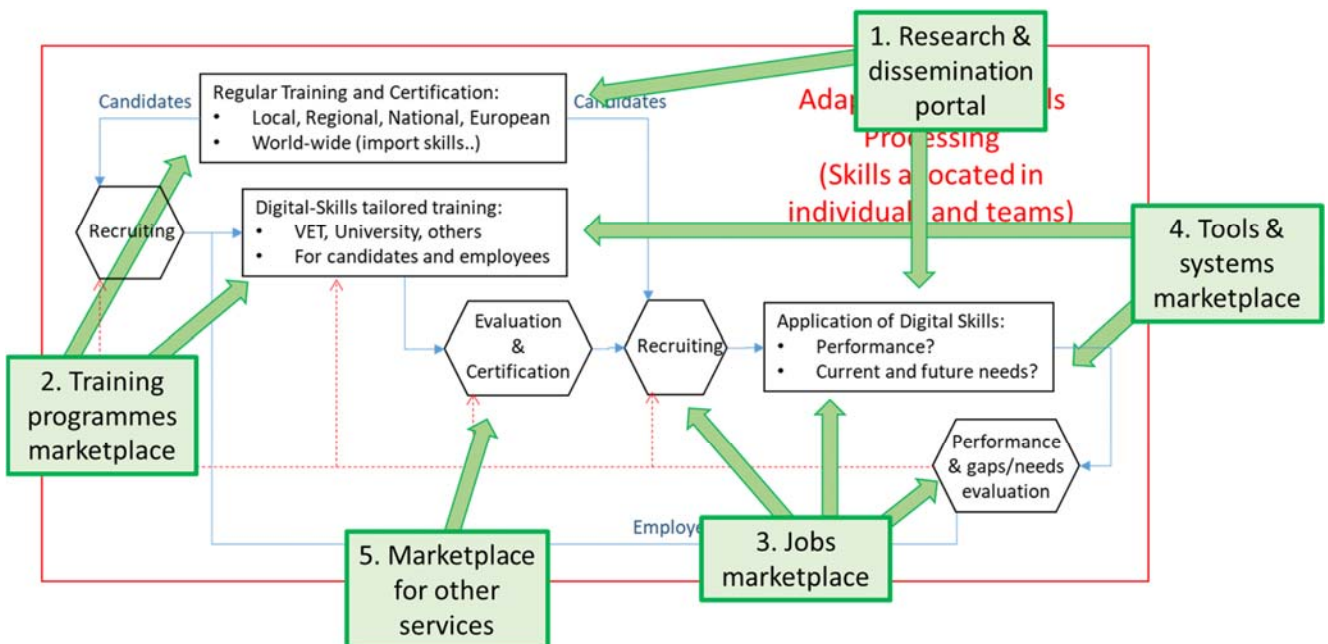 1. Research &
dissemination
portal
Candidates
Regular Training and Certification:
• Local, Regional, National, European
• World-wide (import skills..)
Candidates
Processing
(Skills allocated in
individuals and teams)
Recruiting
Digital-Skills tailored training:
• VET, University, others
• For candidates and employees
4. Tools &
systems
marketplace
Evaluation
&
Certification
Recruiting
Application of Digital Skills:
• Performance?
• Current and future needs?
2. Training
programmes
marketplace
Performance
& gaps/needs
evaluation
3. Jobs
marketplace
5. Marketplace
for other
services